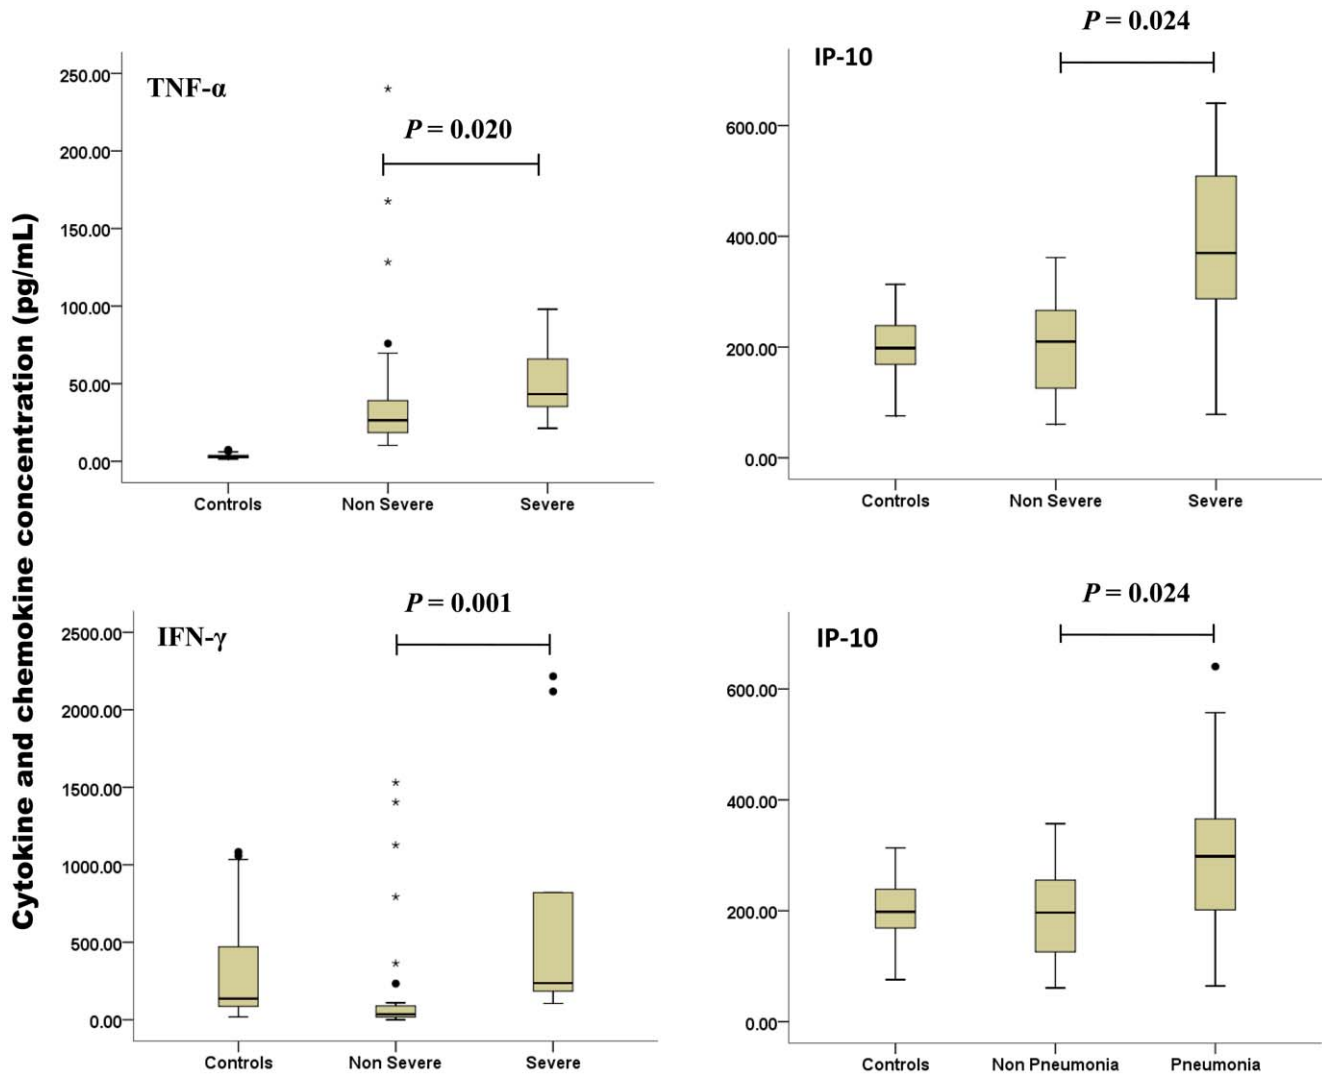 Cytokine and chemokine concentration (pg/mL)
TNF-α
P = 0.020
250.00
200.00
150.00
100.00
50.00
0.00
Controls Non Severe Severe
IP-10
P = 0.024
600.00
400.00
200.00
0.00
Controls Non Severe Severe
IFN-γ
P = 0.001
2500.00
2000.00
1500.00
1000.00
500.00
0.00
Controls Non Severe Severe
IP-10
P = 0.024
600.00
400.00
200.00
0.00
Controls Non Pneumonia Pneumonia